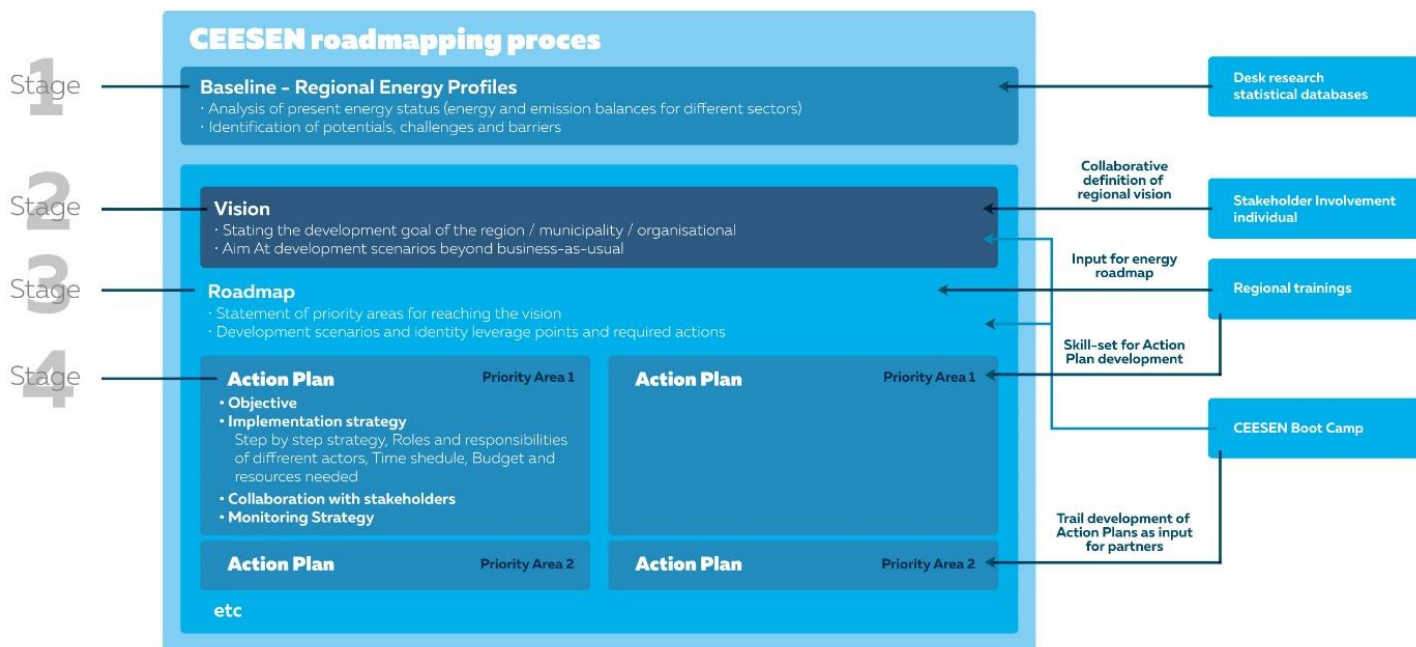 CEESEN roadmapping proces
1
Stage
Baseline - Regional Energy Profiles
· Analysis of present energy status (energy and emission balances for different sectors)
· Identification of potentials, challenges and barriers
Desk research
statistical databases
2
Stage
Vision
· Stating the development goal of the region / municipality / organisational
· Aim At development scenarios beyond business-as-usual
Collaborative
definition of
regional vision
Stakeholder Involvement
individual
3
Stage
Roadmap
· Statement of priority areas for reaching the vision
· Development scenarios and identity leverage points and required actions
Input for energy
roadmap
Regional trainings
4
Stage
Action Plan
Priority Area 1
• Objective
• Implementation strategy
Step by step strategy, Roles and responsibilities
of diffrerent actors, Time shedule, Budget and
resources needed
• Collaboration with stakeholders
• Monitoring Strategy
Action Plan
Priority Area 1
Skill-set for Action
Plan development
CEESEN Boot Camp
Action Plan
Priority Area 2
Action Plan
Priority Area 2
Trail development of
Action Plans as input
for partners
etc